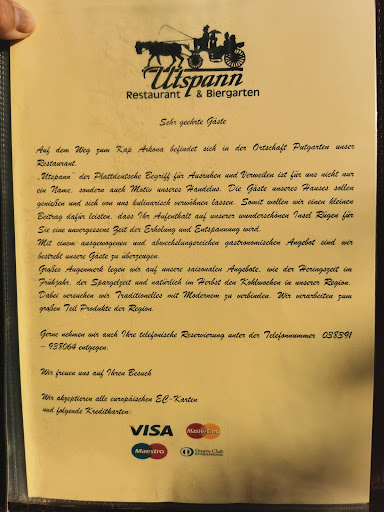 Utspann
Restaurant & Biergarten
Sehr geehrte Gäste
Auf dem Weg zum Kap Arkona befindet sich in der Ortschaft Putgarten unser
Restaurant.
„Utspann" der Plattdeutsche Begriff für Ausruhen und Verweilen ist für uns nicht nur
ein Name, sondern auch Motiv unseres Handelns. Die Gäste unseres Hauses sollen
genießen und sich von uns kulinarisch verwöhnen lassen. Somit wollen wir einen kleinen
Beitrag dafür leisten, dass Ihr Aufenthalt auf unserer wunderschönen Insel Rügen für
Sie eine unvergessene Zeit der Erholung und Entspannung wird.
Mit einem ausgewogenen und abwechslungsreichen gastronomischen Angebot sind wir
bestrebt unsere Gäste zu überzeugen.
Großes Augenmerk legen wir auf unsere saisonalen Angebote, wie der Heringszeit im
Frühjahr, der Spargelzeit und natürlich im Herbst den Kohlwochen in unserer Region.
Dabei versuchen wir Traditionelles mit Modernem zu verbinden. Wir verarbeiten zum
großen Teil Produkte der Region.
Gerne nehmen wir auch Ihre telefonische Reservierung unter der Telefonnummer 038391
– 938064 entgegen.
Wir freuen uns auf Ihren Besuch
Wir akzeptieren alle europäischen EC-Karten
und folgende Kreditkarten:
VISA MasterCard
Maestro Diners Club
INTERNATIONAL